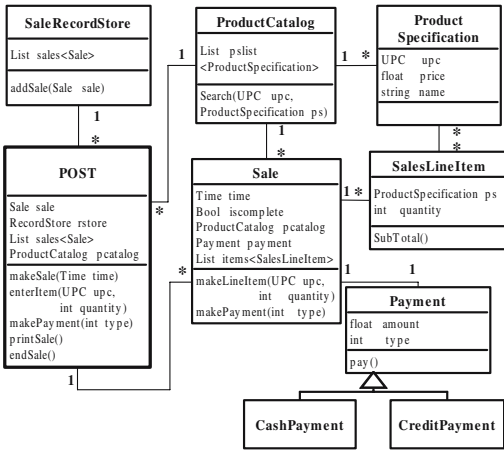 SaleRecordStore
List sales<Sale>
addSale(Sale sale)
1
*
ProductCatalog
List pslist
<ProductSpecification>
Search(UPC upc,
ProductSpecification ps)
1
*
1
*
1
*
Product
Specification
UPC upc
float price
string name
*
*
POST
Sale sale
RecordStore rstore
List sales<Sale>
ProductCatalog pcatalog
makeSale(Time time)
enterItem(UPC upc,
int quantity)
makePayment(int type)
printSale()
endSale()
1
*
Sale
Time time
Bool iscomplete
ProductCatalog pcatalog
Payment payment
List items<SalesLineItem>
makeLineItem(UPC upc,
int quantity)
makePayment(int type)
1
*
SalesLineItem
ProductSpecification ps
int quantity
SubTotal()
1
1
Payment
float amount
int type
pay()
CashPayment
CreditPayment